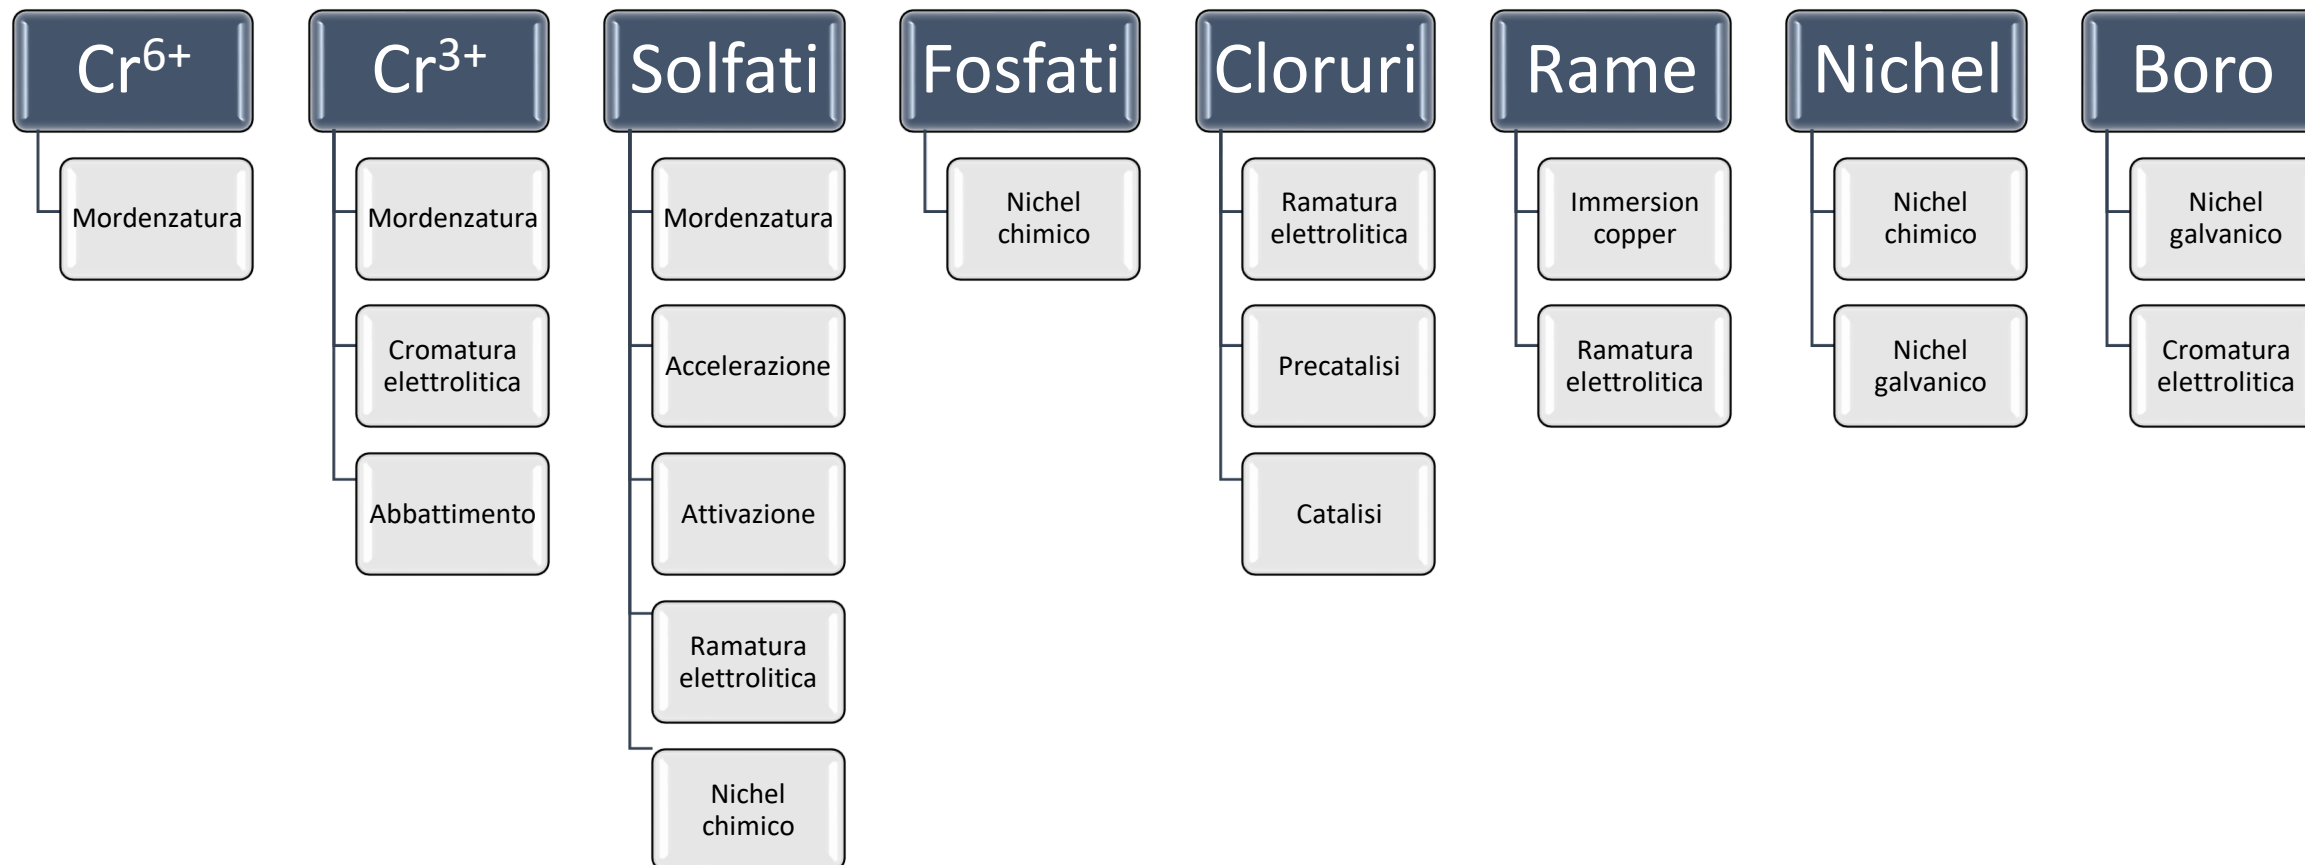 Cr⁶⁺
Mordenzatura
Cr³⁺
Mordenzatura
Cromatura
elettrolitica
Abbattimento
Solfati
Mordenzatura
Accelerazione
Attivazione
Ramatura
elettrolitica
Nichel
chimico
Fosfati
Nichel
chimico
Cloruri
Ramatura
elettrolitica
Precatalisi
Catalisi
Rame
Immersion
copper
Ramatura
elettrolitica
Nichel
Nichel
chimico
Nichel
galvanico
Boro
Nichel
galvanico
Cromatura
elettrolitica